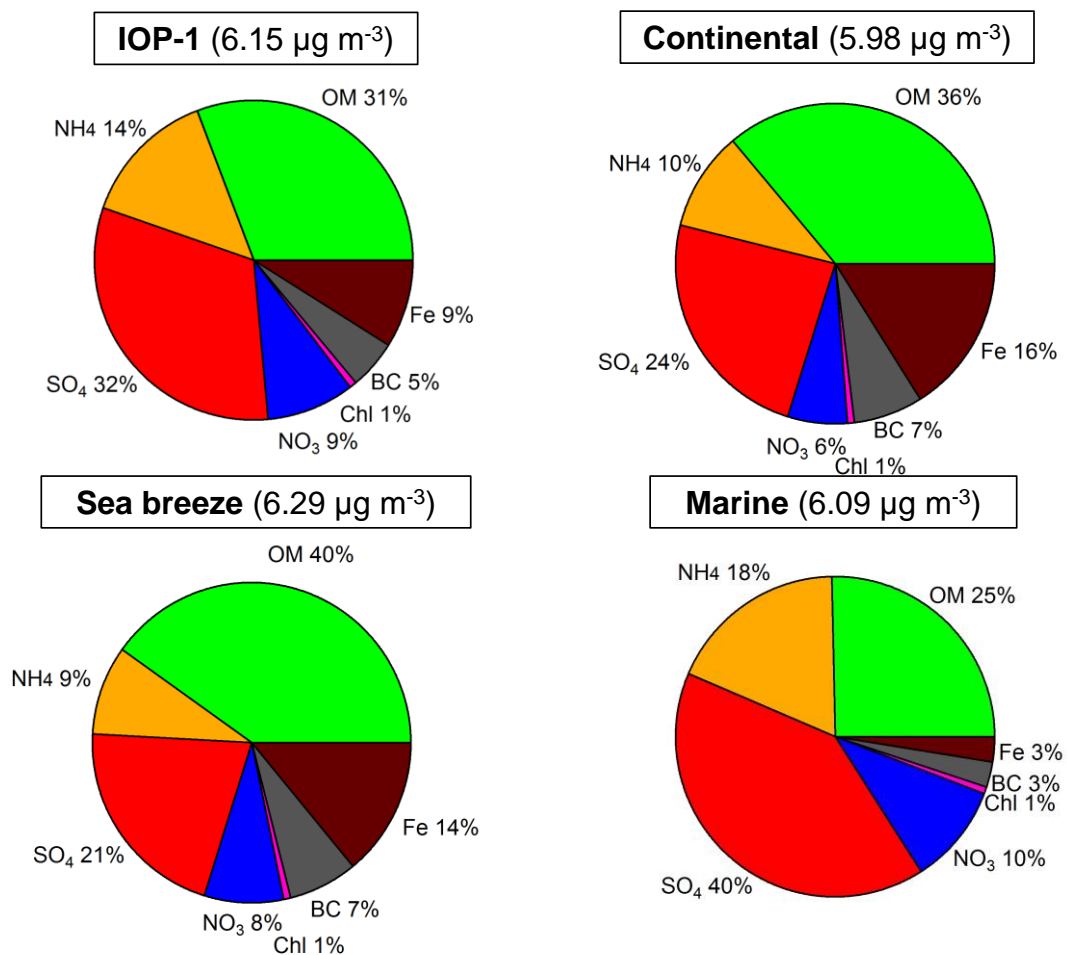 IOP-1 (6.15 µg m-3)
OM 31%
NH4 14%
SO4 32%
NO3 9%
Chl 1%
BC 5%
Fe 9%
Continental (5.98 µg m-3)
OM 36%
NH4 10%
SO4 24%
NO3 6%
Chl 1%
BC 7%
Fe 16%
Sea breeze (6.29 µg m-3)
OM 40%
NH4 9%
SO4 21%
NO3 8%
Chl 1%
BC 7%
Fe 14%
Marine (6.09 µg m-3)
OM 25%
NH4 18%
SO4 40%
NO3 10%
Chl 1%
BC 3%
Fe 3%